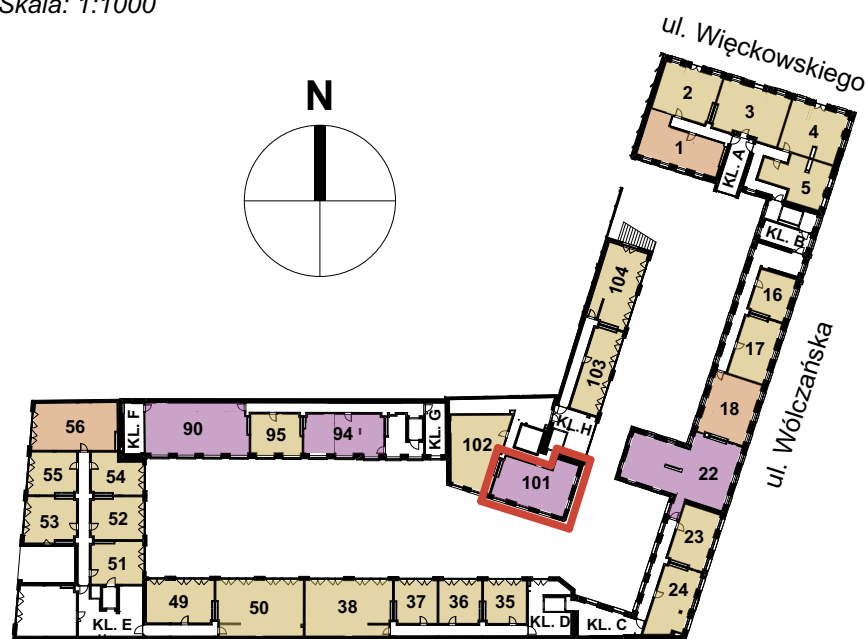 Skala: 1:1000
ul. Więckowskiego
N
2
3
4
1
KL. A
5
KL. B
104
16
17
ul. Wólczańska
103
18
56
KL. F
90
95
94
KL. G
KL.H
102
22
101
55
54
53
52
23
51
24
49
50
38
37
36
35
KL. E
KL. D
KL. C